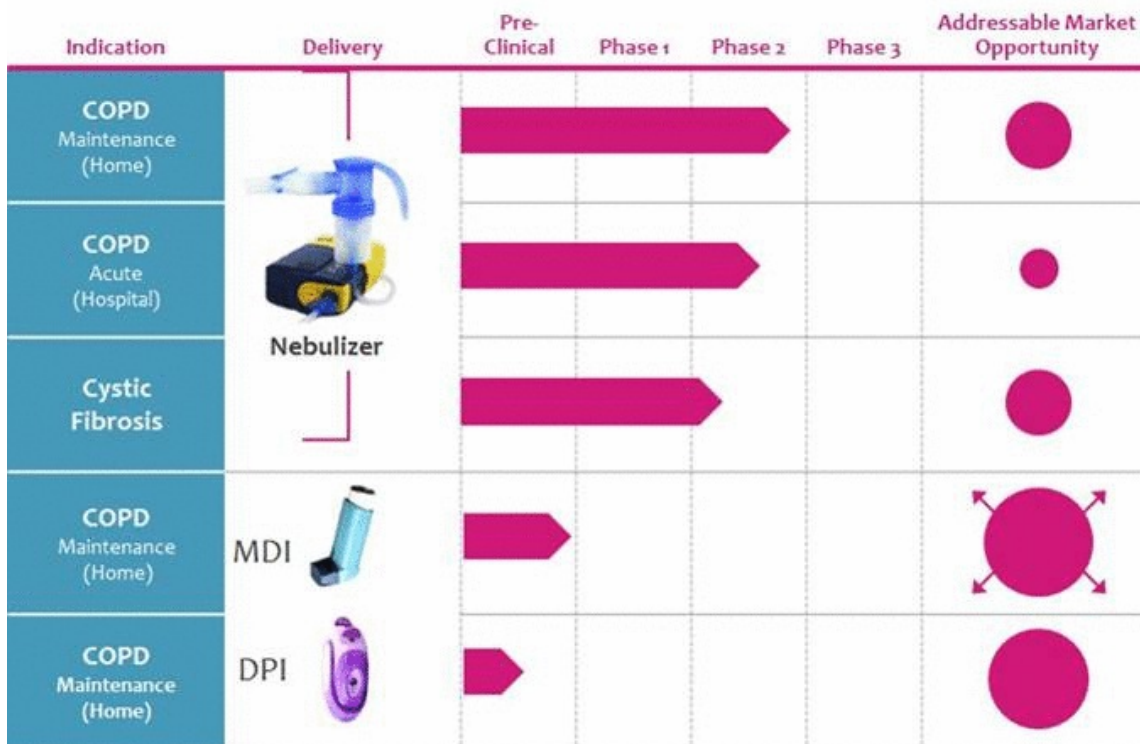 Indication
Delivery
Pre-
Clinical
Phase 1
Phase 2
Phase 3
Addressable Market
Opportunity
COPD
Maintenance
(Home)
COPD
Acute
(Hospital)
Nebulizer
Cystic
Fibrosis
COPD
Maintenance
(Home)
MDI
COPD
Maintenance
(Home)
DPI